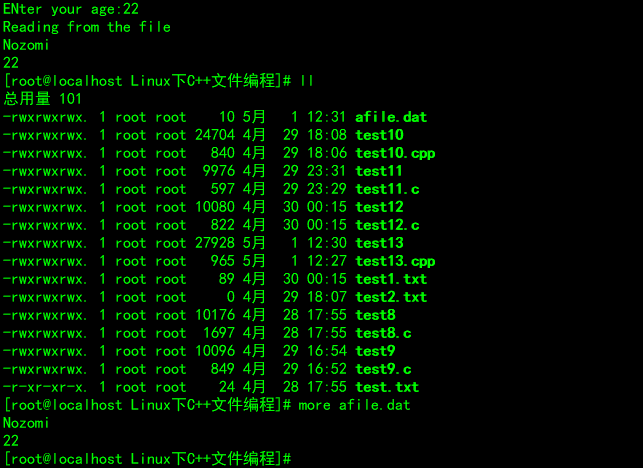 ENter your age:22
Reading from the file
Nozomi
22
[root@localhost Linux下C++文件编程]# ll
总用量 101
-rwxrwxrwx. 1 root root    10 5月   1 12:31 afile.dat
-rwxrwxrwx. 1 root root 24704 4月  29 18:08 test10
-rwxrwxrwx. 1 root root   840 4月  29 18:06 test10.cpp
-rwxrwxrwx. 1 root root  9976 4月  29 23:31 test11
-rwxrwxrwx. 1 root root   597 4月  29 23:29 test11.c
-rwxrwxrwx. 1 root root 10080 4月  30 00:15 test12
-rwxrwxrwx. 1 root root   822 4月  30 00:15 test12.c
-rwxrwxrwx. 1 root root 27928 5月   1 12:30 test13
-rwxrwxrwx. 1 root root   965 5月   1 12:27 test13.cpp
-rwxrwxrwx. 1 root root    89 4月  30 00:15 test1.txt
-rwxrwxrwx. 1 root root     0 4月  29 18:07 test2.txt
-rwxrwxrwx. 1 root root 10176 4月  28 17:55 test8
-rwxrwxrwx. 1 root root  1697 4月  28 17:55 test8.c
-rwxrwxrwx. 1 root root 10096 4月  29 16:54 test9
-rwxrwxrwx. 1 root root   849 4月  29 16:52 test9.c
-r-xr-xr-x. 1 root root    24 4月  28 17:55 test.txt
[root@localhost Linux下C++文件编程]# more afile.dat
Nozomi
22
[root@localhost Linux下C++文件编程]#